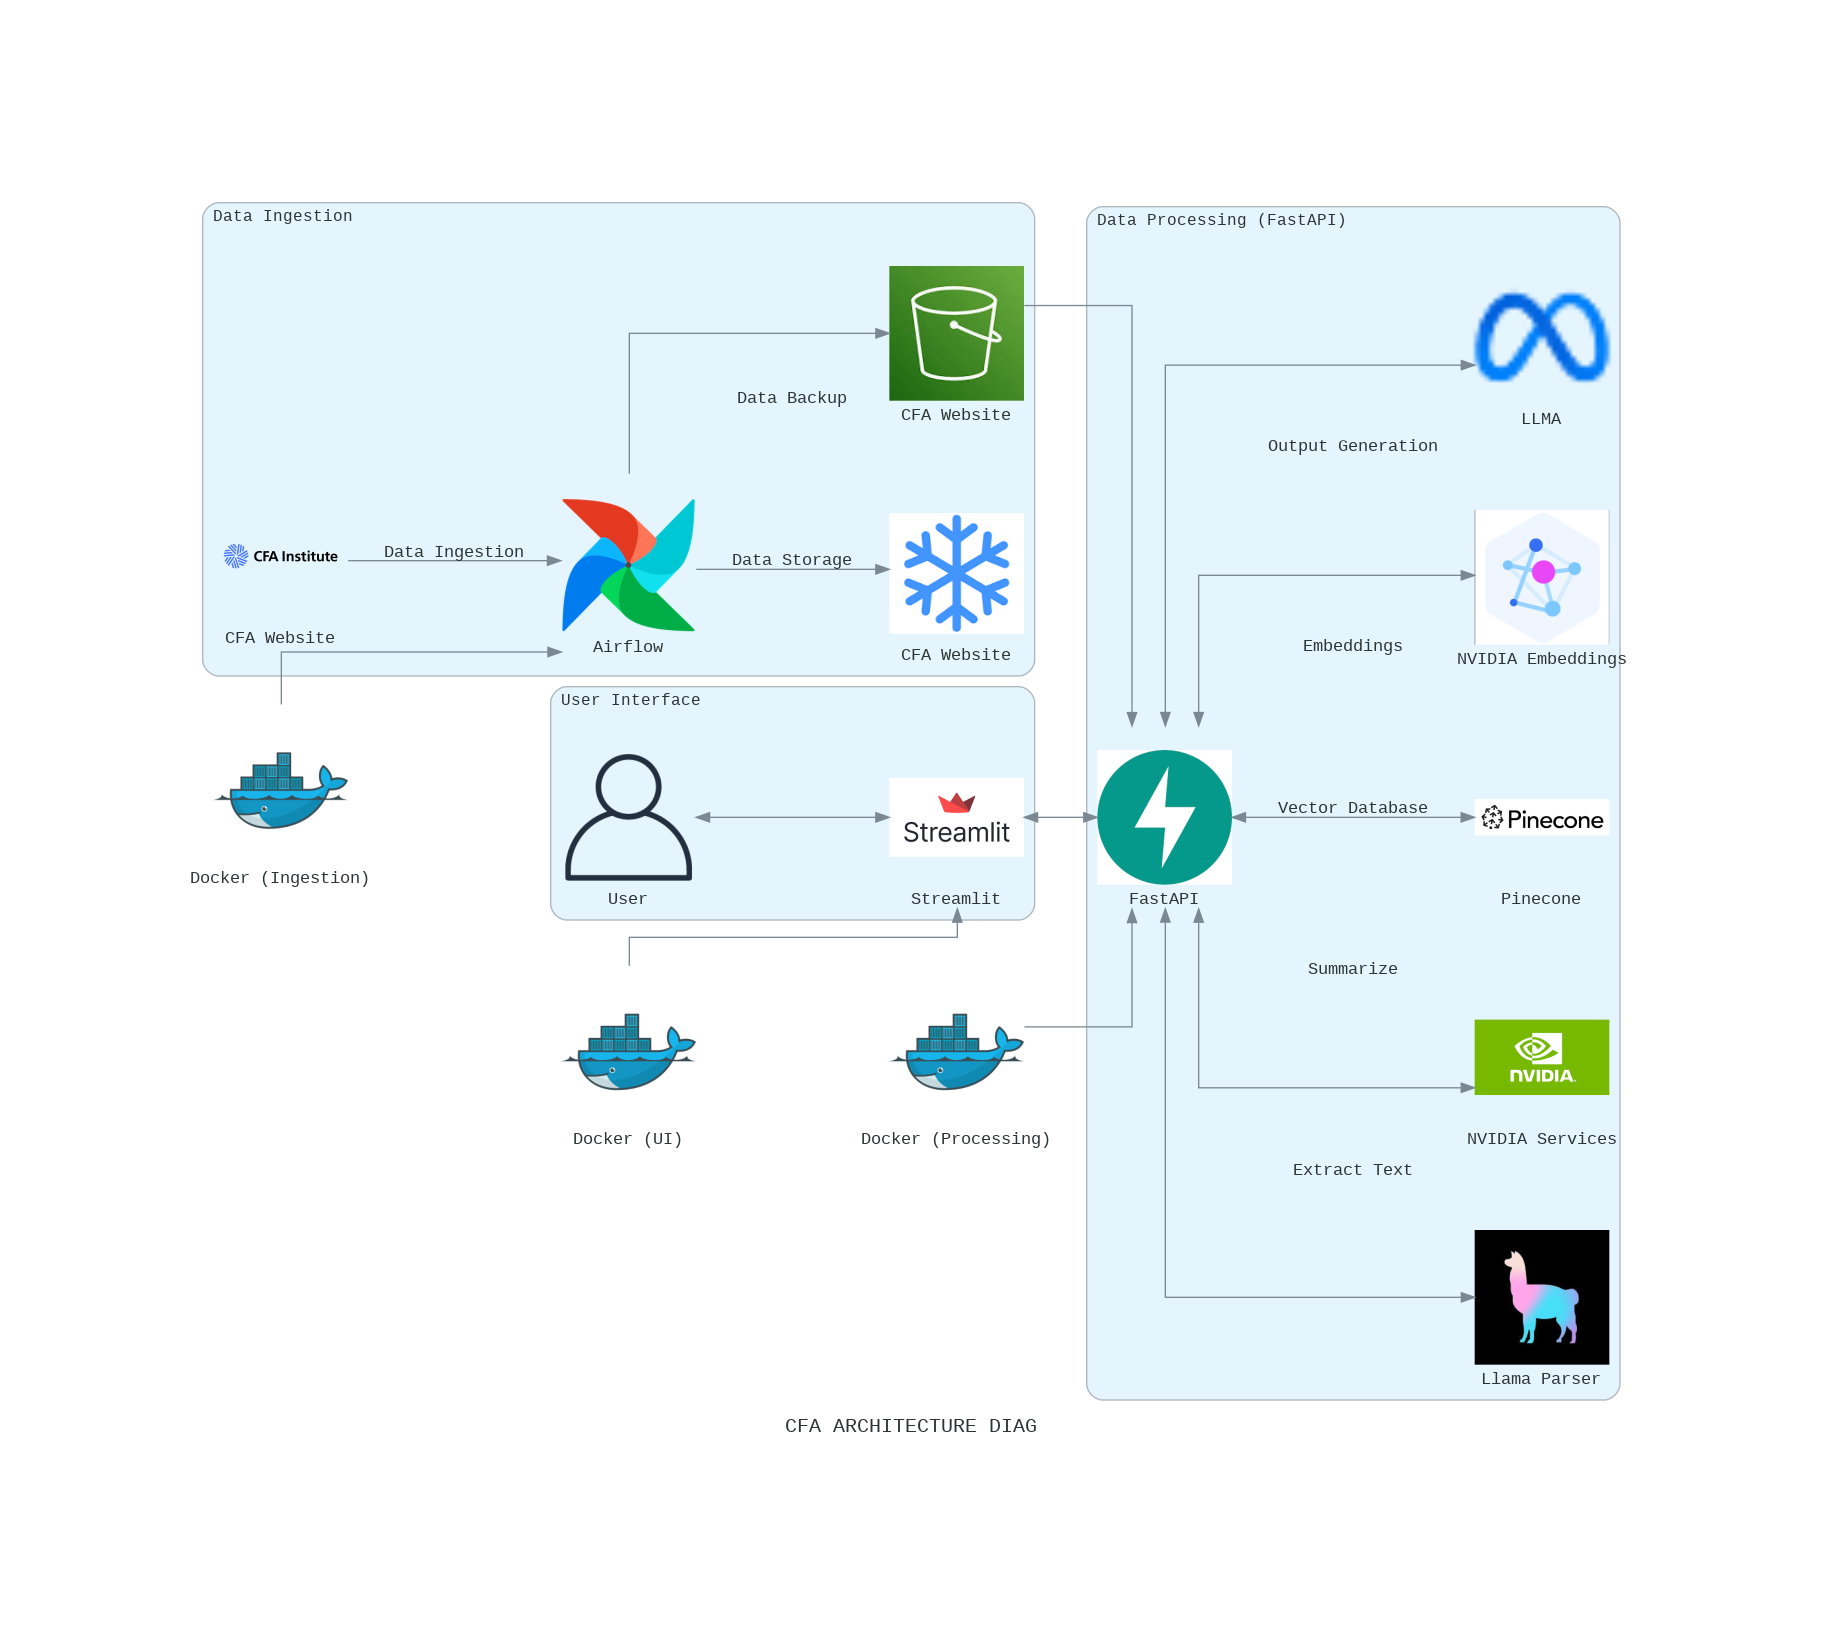 Data Ingestion
Data Processing (FastAPI)
Data Backup
CFA Website
LLMA
Output Generation
CFA Institute
Data Ingestion
Data Storage
CFA Website
Airflow
CFA Website
Embeddings
NVIDIA Embeddings
User Interface
Streamlit
Vector Database
Pinecone
Docker (Ingestion)
User
Streamlit
FastAPI
Pinecone
Summarize
NVIDIA
Docker (UI)
Docker (Processing)
NVIDIA Services
Extract Text
Llama Parser
CFA ARCHITECTURE DIAG